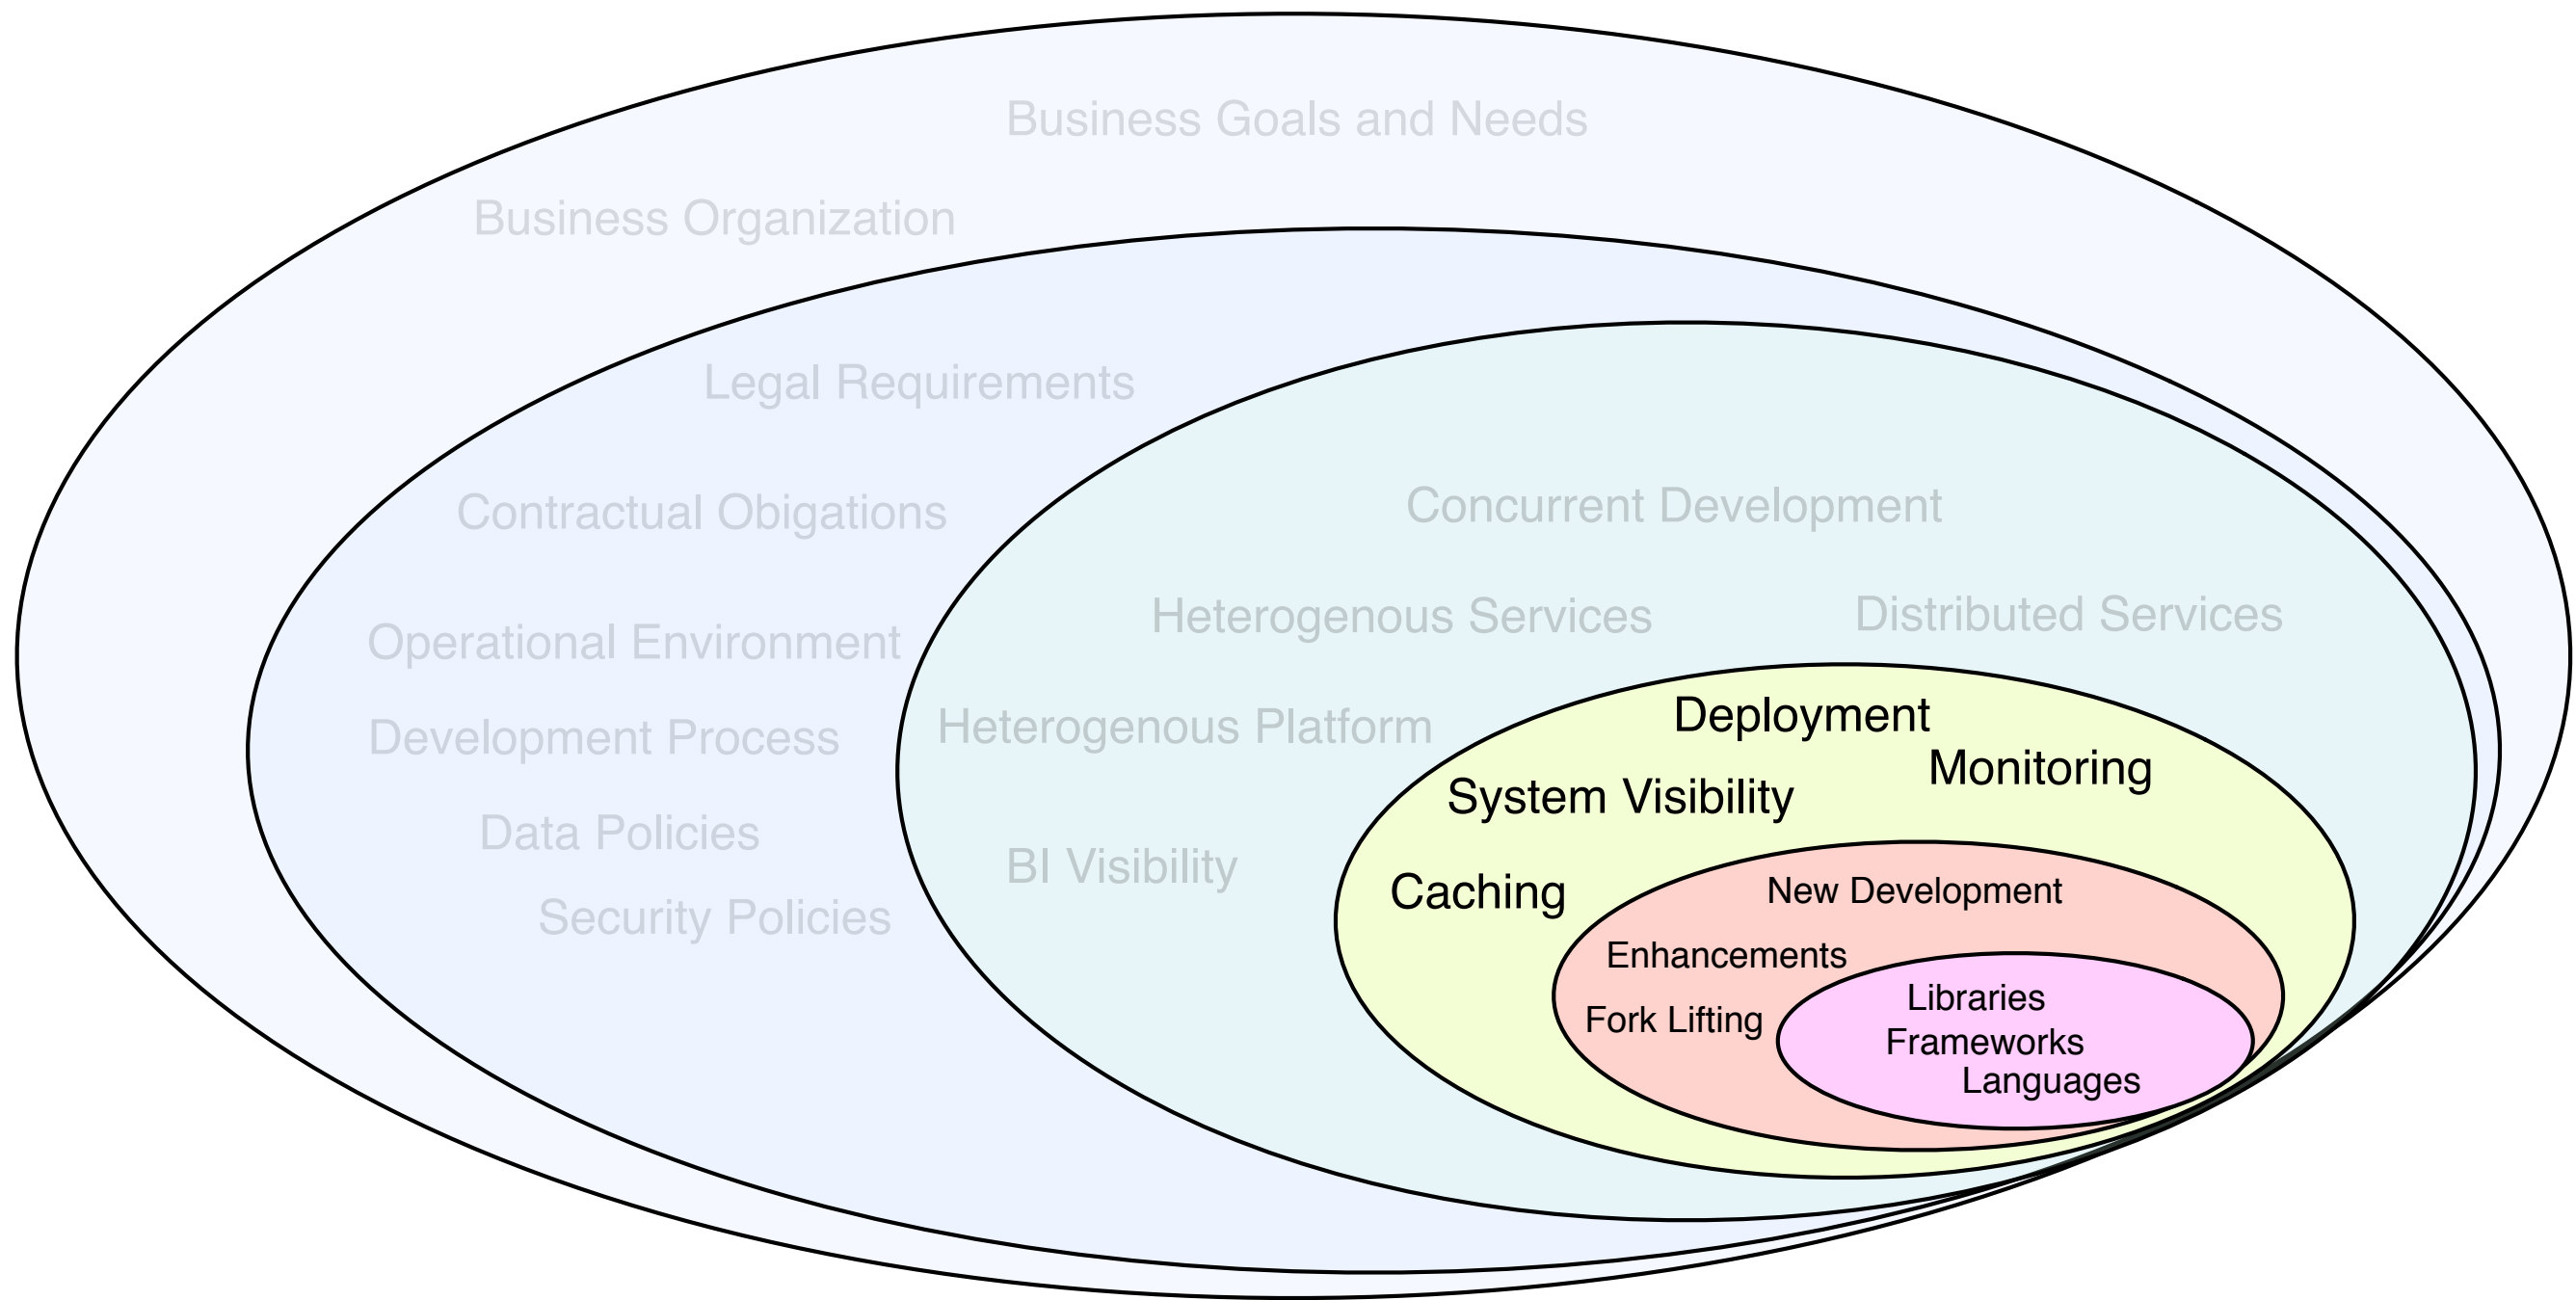 Business Goals and Needs
Business Organization
Legal Requirements
Contractual Obigations
Operational Environment
Development Process
Data Policies
Security Policies
Concurrent Development
Heterogenous Services
Distributed Services
Heterogenous Platform
BI Visibility
Deployment
Monitoring
System Visibility
Caching
New Development
Enhancements
Fork Lifting
Libraries
Frameworks
Languages